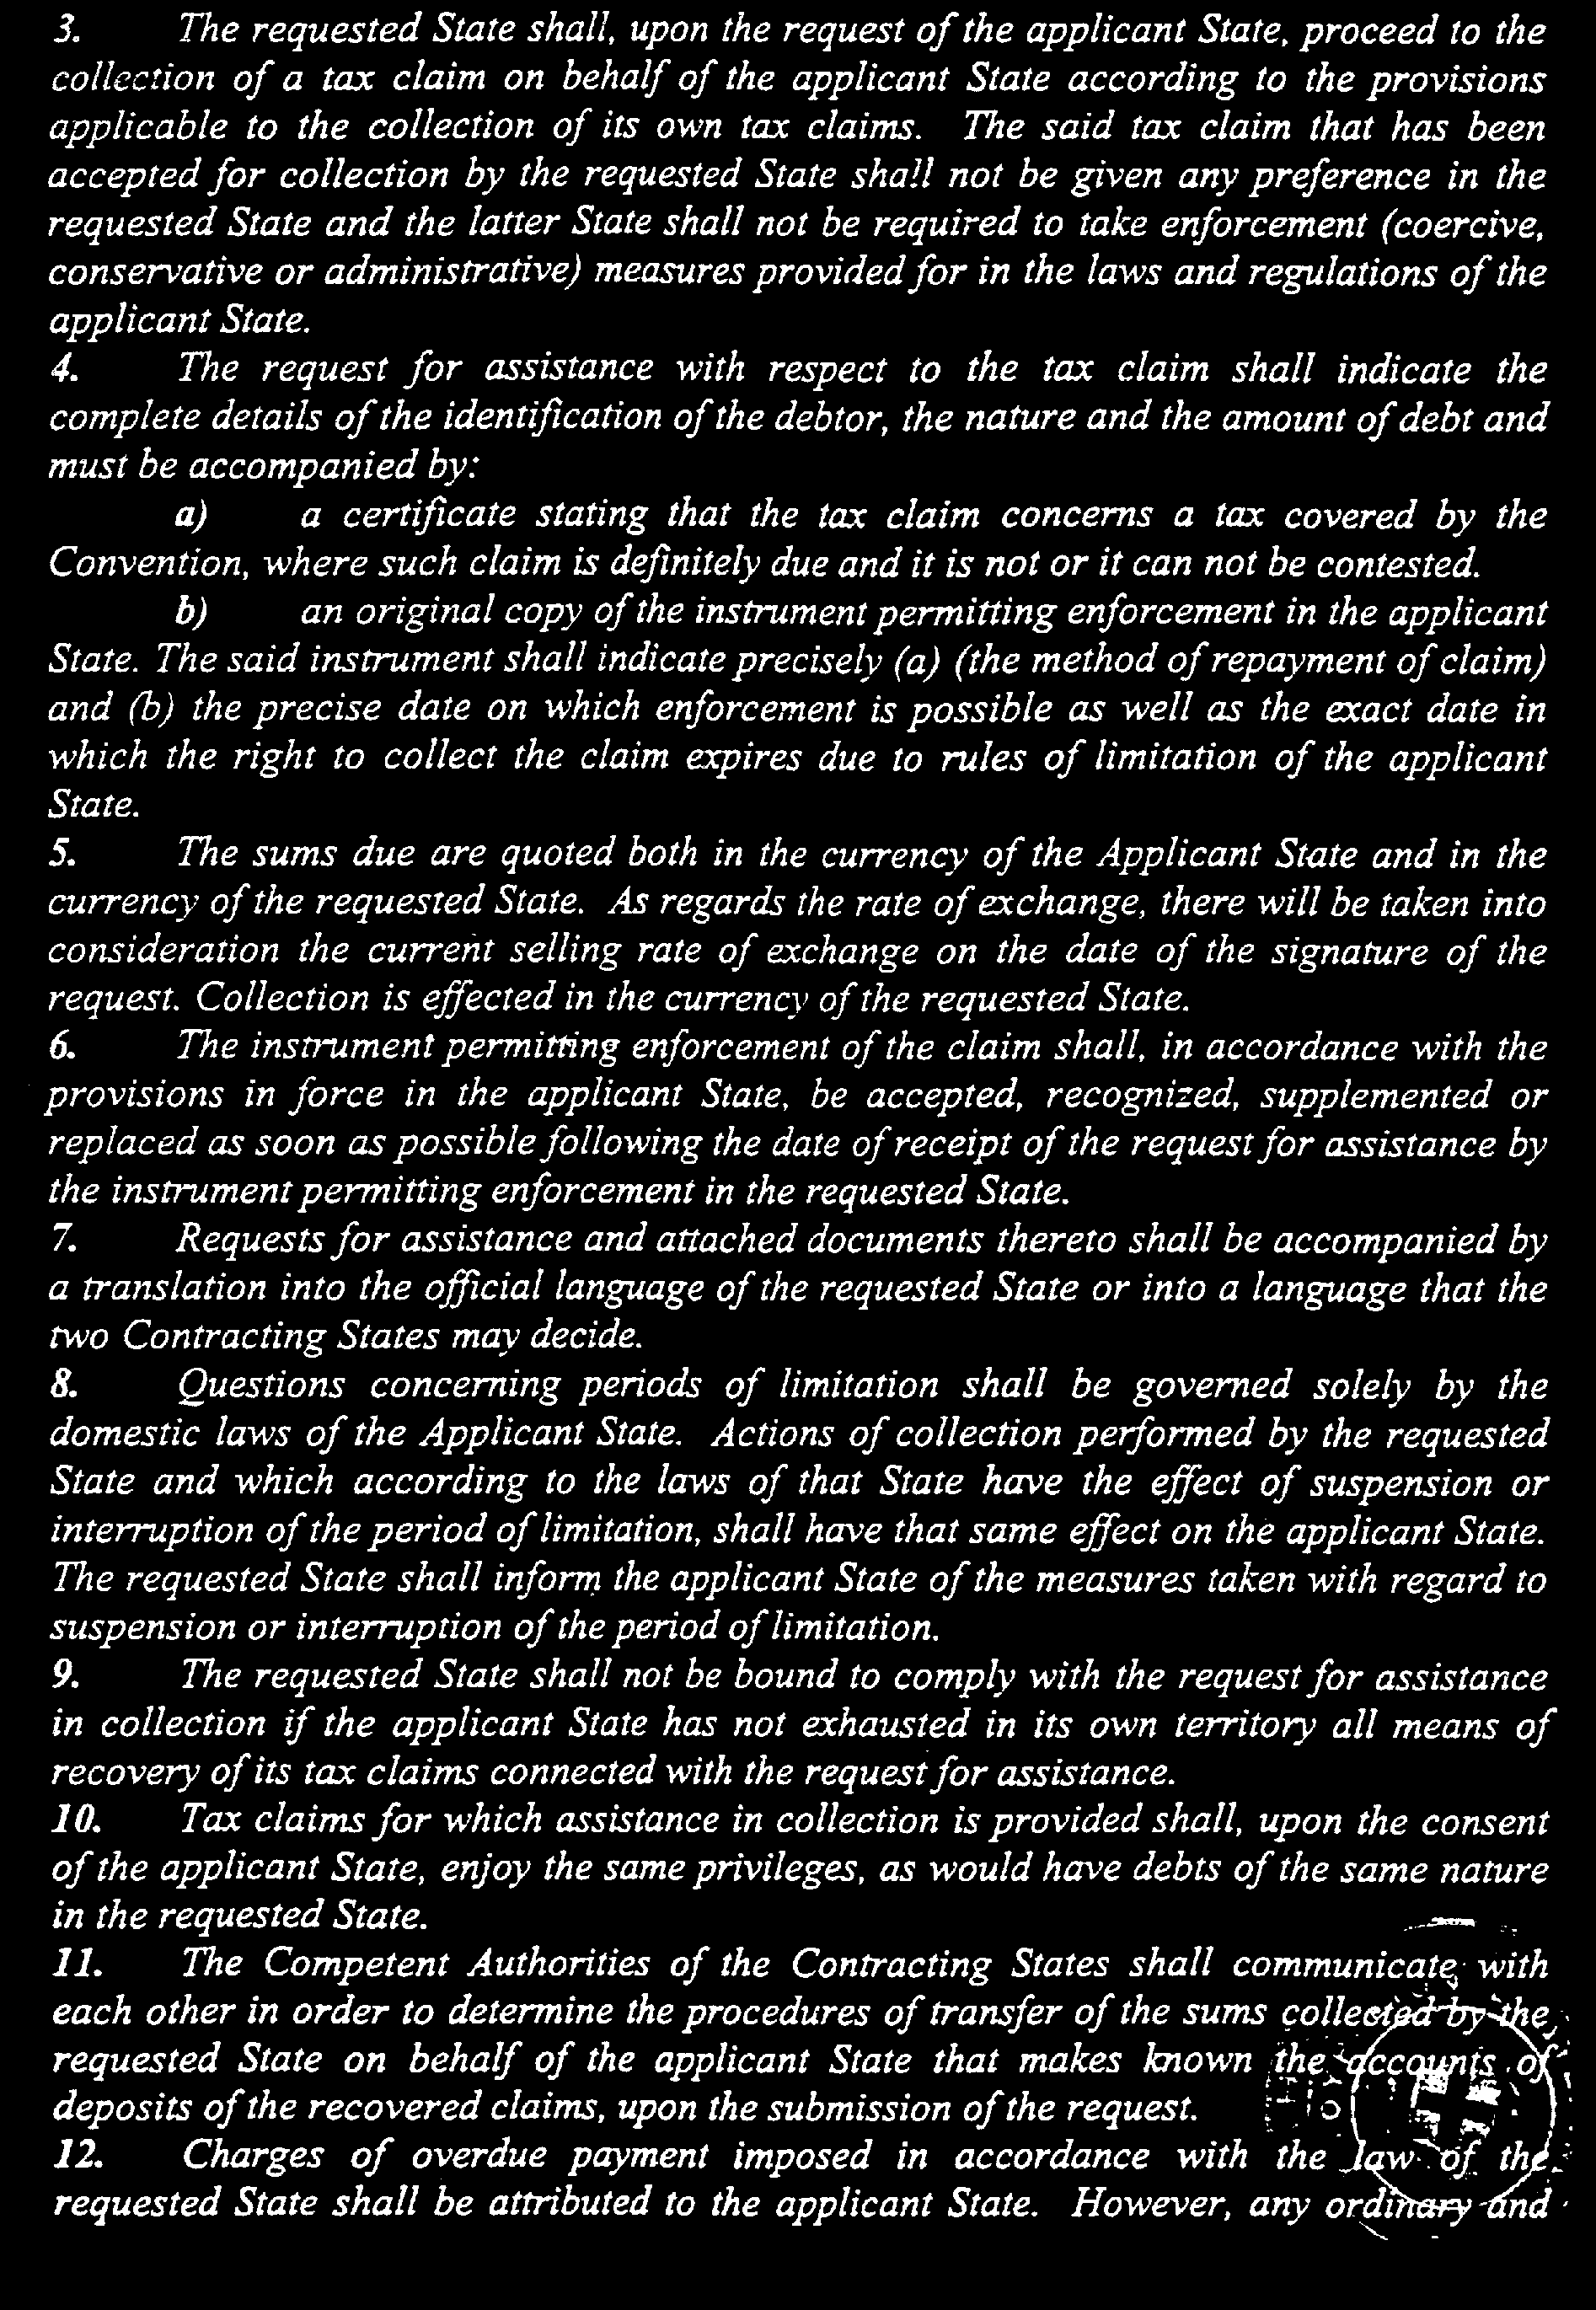 3. The requested State shall, upon the request of the applicant State, proceed to the
collection of a tax claim on behalf of the applicant State according to the provisions
applicable to the collection of its own tax claims. The said tax claim that has been
accepted for collection by the requested State shall not be given any preference in the
requested State and the latter State shall not be required to take enforcement (coercive,
conservative or administrative) measures provided for in the laws and regulations of the
applicant State.
4. The request for assistance with respect to the tax claim shall indicate the
complete details of the identification of the debtor, the nature and the amount of debt and
must be accompanied by:
a) a certificate stating that the tax claim concerns a tax covered by the
Convention, where such claim is definitely due and it is not or it can not be contested.
b) an original copy of the instrument permitting enforcement in the applicant
State. The said instrument shall indicate precisely (a) (the method of repayment of claim)
and (b) the precise date on which enforcement is possible as well as the exact date in
which the right to collect the claim expires due to rules of limitation of the applicant
State.
5. The sums due are quoted both in the currency of the Applicant State and in the
currency of the requested State. As regards the rate of exchange, there will be taken into
consideration the current selling rate of exchange on the date of the signature of the
request. Collection is effected in the currency of the requested State.
6. The instrument permitting enforcement of the claim shall, in accordance with the
provisions in force in the applicant State, be accepted, recognized, supplemented or
replaced as soon as possible following the date of receipt of the request for assistance by
the instrument permitting enforcement in the requested State.
7. Requests for assistance and attached documents thereto shall be accompanied by
a translation into the official language of the requested State or into a language that the
two Contracting States may decide.
8. Questions concerning periods of limitation shall be governed solely by the
domestic laws of the Applicant State. Actions of collection performed by the requested
State and which according to the laws of that State have the effect of suspension or
interruption of the period of limitation, shall have that same effect on the applicant State.
The requested State shall inform the applicant State of the measures taken with regard to
suspension or interruption of the period of limitation.
9. The requested State shall not be bound to comply with the request for assistance
in collection if the applicant State has not exhausted in its own territory all means of
recovery of its tax claims connected with the request for assistance.
10. Tax claims for which assistance in collection is provided shall, upon the consent
of the applicant State, enjoy the same privileges, as would have debts of the same nature
in the requested State.
11. The Competent Authorities of the Contracting States shall communicate with
each other in order to determine the procedures of transfer of the sums collected by the
requested State on behalf of the applicant State that makes known the accounts of
deposits of the recovered claims, upon the submission of the request.
12. Charges of overdue payment imposed in accordance with the law of the
requested State shall be attributed to the applicant State. However, any ordinary and